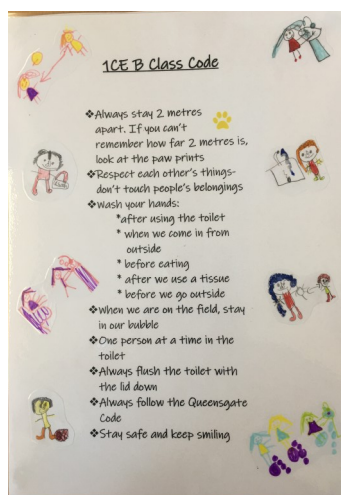 1CE B Class Code
❖Always stay 2 metres
apart. If you can't
remember how far 2 metres is,
look at the paw prints
❖Respect each other's things-
don't touch people's belongings
❖Wash your hands:
*after using the toilet
* when we come in from
outside
* before eating
* after we use a tissue
* before we go outside
❖When we are on the field, stay
in our bubble
❖One person at a time in the
toilet
❖Always flush the toilet with
the lid down
❖Always follow the Queensgate
Code
❖Stay safe and keep smiling